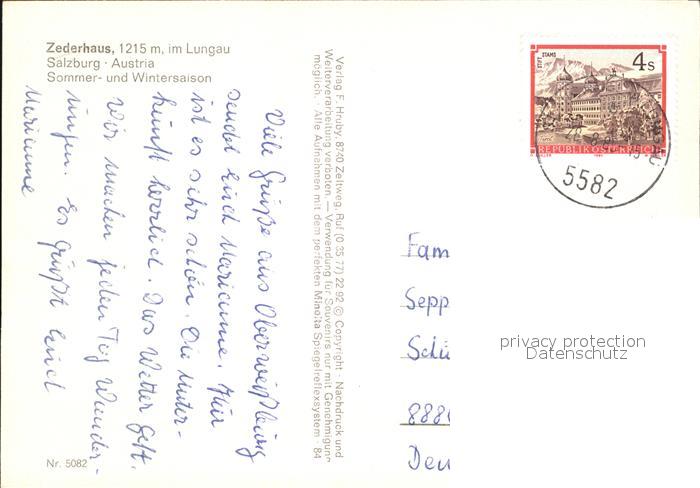 Zederhaus, 1215 m, im Lungau
Salzburg · Austria
Sommer- und Wintersaison
Viele Grüße aus Oberweißburg
sendet Euch Marianne. Hier
ist es sehr schön. Die Unter-
kunft herrlich. Das Wetter geht.
Wir machen jeden Tag Wander-
ungen. Es grüßt Euch
Marianne
Nr. 5082
Verlag F. Hruby, 8740 Zeltweg, Ruf (0 35 77) 22 92 © Copyright · Nachdruck und
Weiterverarbeitung verboten. — Verwendung für Souvenirs nur mit Genehmigung
möglich. · Alle Aufnahmen mit dem perfekten Minolta Spiegelreflexsystem · 84
STIFT STAMS
4 S
REPUBLIK ÖSTERREICH
5582
Fam
Sepp
Schü
888
Deu
privacy protection
Datenschutz